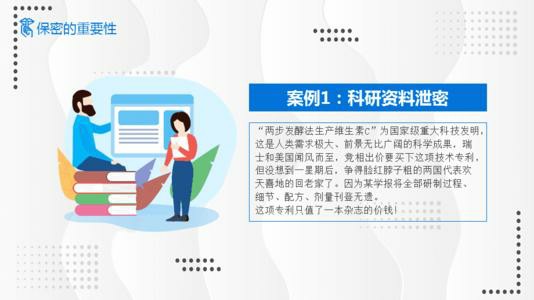 保密的重要性
案例1：科研资料泄密
“两步发酵法生产维生素C”为国家级重大科技发明，
这是人类需求极大、前景无比广阔的科学成果，瑞
士和美国闻风而至，竞相出价要买下这项技术专利，
但没想到一星期后，争得脸红脖子粗的两国代表欢
天喜地的回老家了。因为某学报将全部研制过程、
细节、配方、剂量刊登无遗。
这项专利只值了一本杂志的价钱！